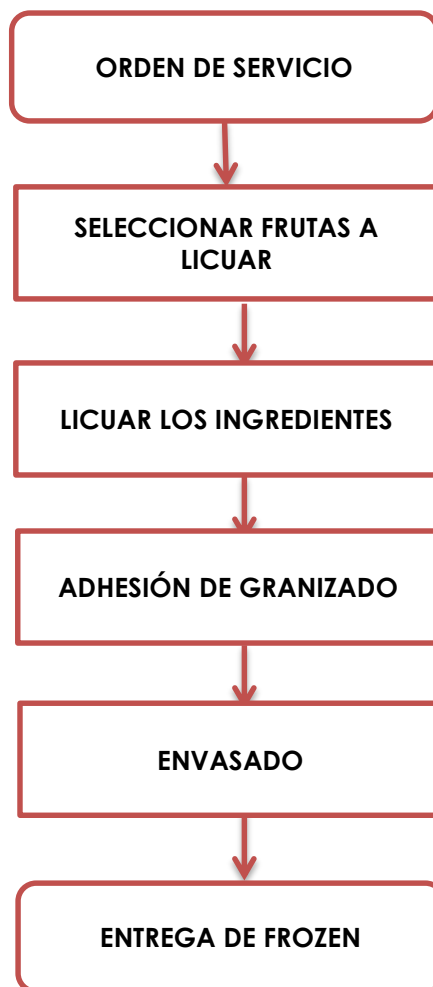 ORDEN DE SERVICIO
SELECCIONAR FRUTAS A
LICUAR
LICUAR LOS INGREDIENTES
ADHESIÓN DE GRANIZADO
ENVASADO
ENTREGA DE FROZEN